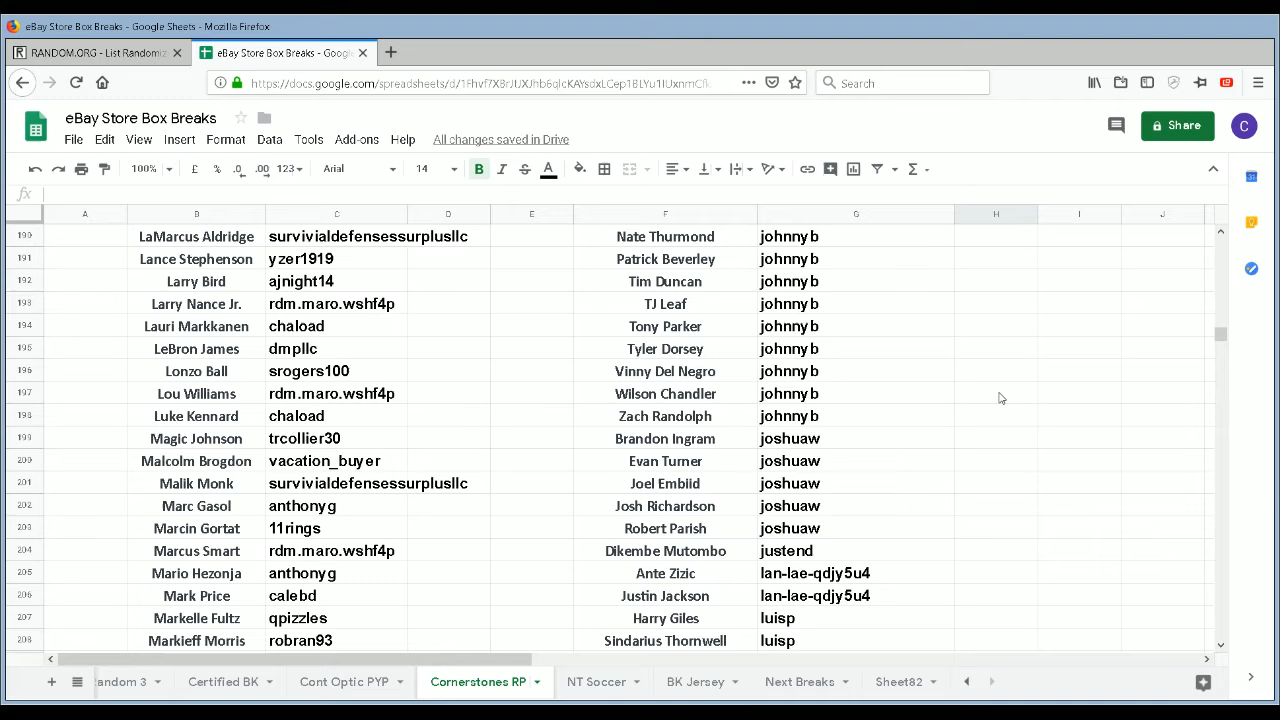 eBay Store Box Breaks - Google Sheets - Mozilla Firefox
RANDOM.ORG - List Randomiz
eBay Store Box Breaks - Google
Search
eBay Store Box Breaks
File Edit View Insert Format Data Tools Add-ons Help All changes saved in Drive
Share C
100% £ % .0 .00 123 Arial 14 B I S A Σ
fx
A B C D E F G H I J
190 LaMarcus Aldridge survivialdefensessurplusllc Nate Thurmond johnnyb
191 Lance Stephenson yzer1919 Patrick Beverley johnnyb
192 Larry Bird ajnight14 Tim Duncan johnnyb
193 Larry Nance Jr. rdm.maro.wshf4p TJ Leaf johnnyb
194 Lauri Markkanen chaload Tony Parker johnnyb
195 LeBron James dmpllc Tyler Dorsey johnnyb
196 Lonzo Ball srogers100 Vinny Del Negro johnnyb
197 Lou Williams rdm.maro.wshf4p Wilson Chandler johnnyb
198 Luke Kennard chaload Zach Randolph johnnyb
199 Magic Johnson trcollier30 Brandon Ingram joshuaw
200 Malcolm Brogdon vacation_buyer Evan Turner joshuaw
201 Malik Monk survivialdefensessurplusllc Joel Embiid joshuaw
202 Marc Gasol anthonyg Josh Richardson joshuaw
203 Marcin Gortat 11rings Robert Parish joshuaw
204 Marcus Smart rdm.maro.wshf4p Dikembe Mutombo justend
205 Mario Hezonja anthonyg Ante Zizic lan-lae-qdjy5u4
206 Mark Price calebd Justin Jackson lan-lae-qdjy5u4
207 Markelle Fultz qpizzles Harry Giles luisp
208 Markieff Morris robran93 Sindarius Thornwell luisp
andom 3 Certified BK Cont Optic PYP Cornerstones RP NT Soccer BK Jersey Next Breaks Sheet82